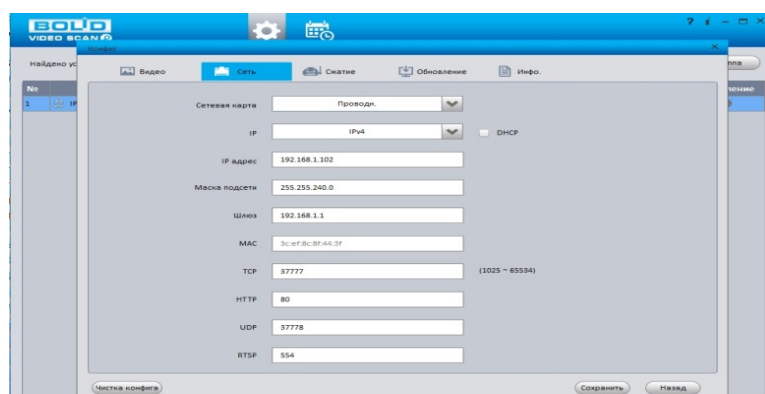 BOLID
VIDEO SCAN
? i
Конфиг
Найдено ус
Видео Сеть Сжатие Обновление Инфо.
№
1 IP
Сетевая карта Проводн.
IP IPv4 DHCP
IP адрес 192.168.1.102
Маска подсети 255.255.240.0
Шлюз 192.168.1.1
MAC 3c:ef:8c:8f:44:3f
TCP 37777 (1025 ~ 65534)
HTTP 80
UDP 37778
RTSP 554
Чистка конфига Сохранить Назад